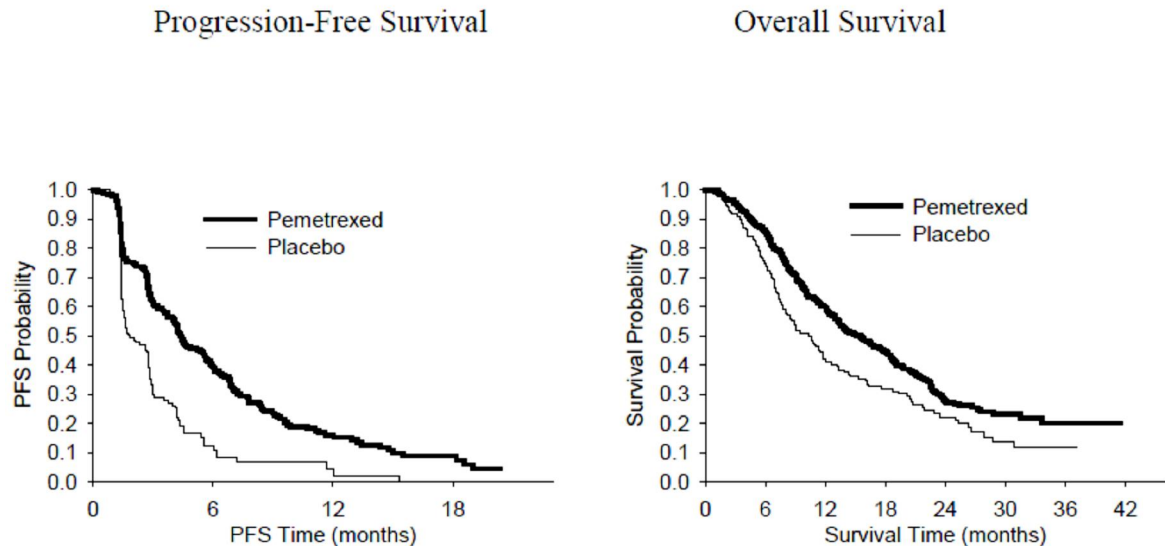 Progression-Free Survival
Overall Survival
1.0
0.9
0.8
0.7
0.6
0.5
0.4
0.3
0.2
0.1
0.0
PFS Probability
Pemetrexed
Placebo
0 6 12 18
PFS Time (months)
1.0
0.9
0.8
0.7
0.6
0.5
0.4
0.3
0.2
0.1
0.0
Survival Probability
Pemetrexed
Placebo
0 6 12 18 24 30 36 42
Survival Time (months)